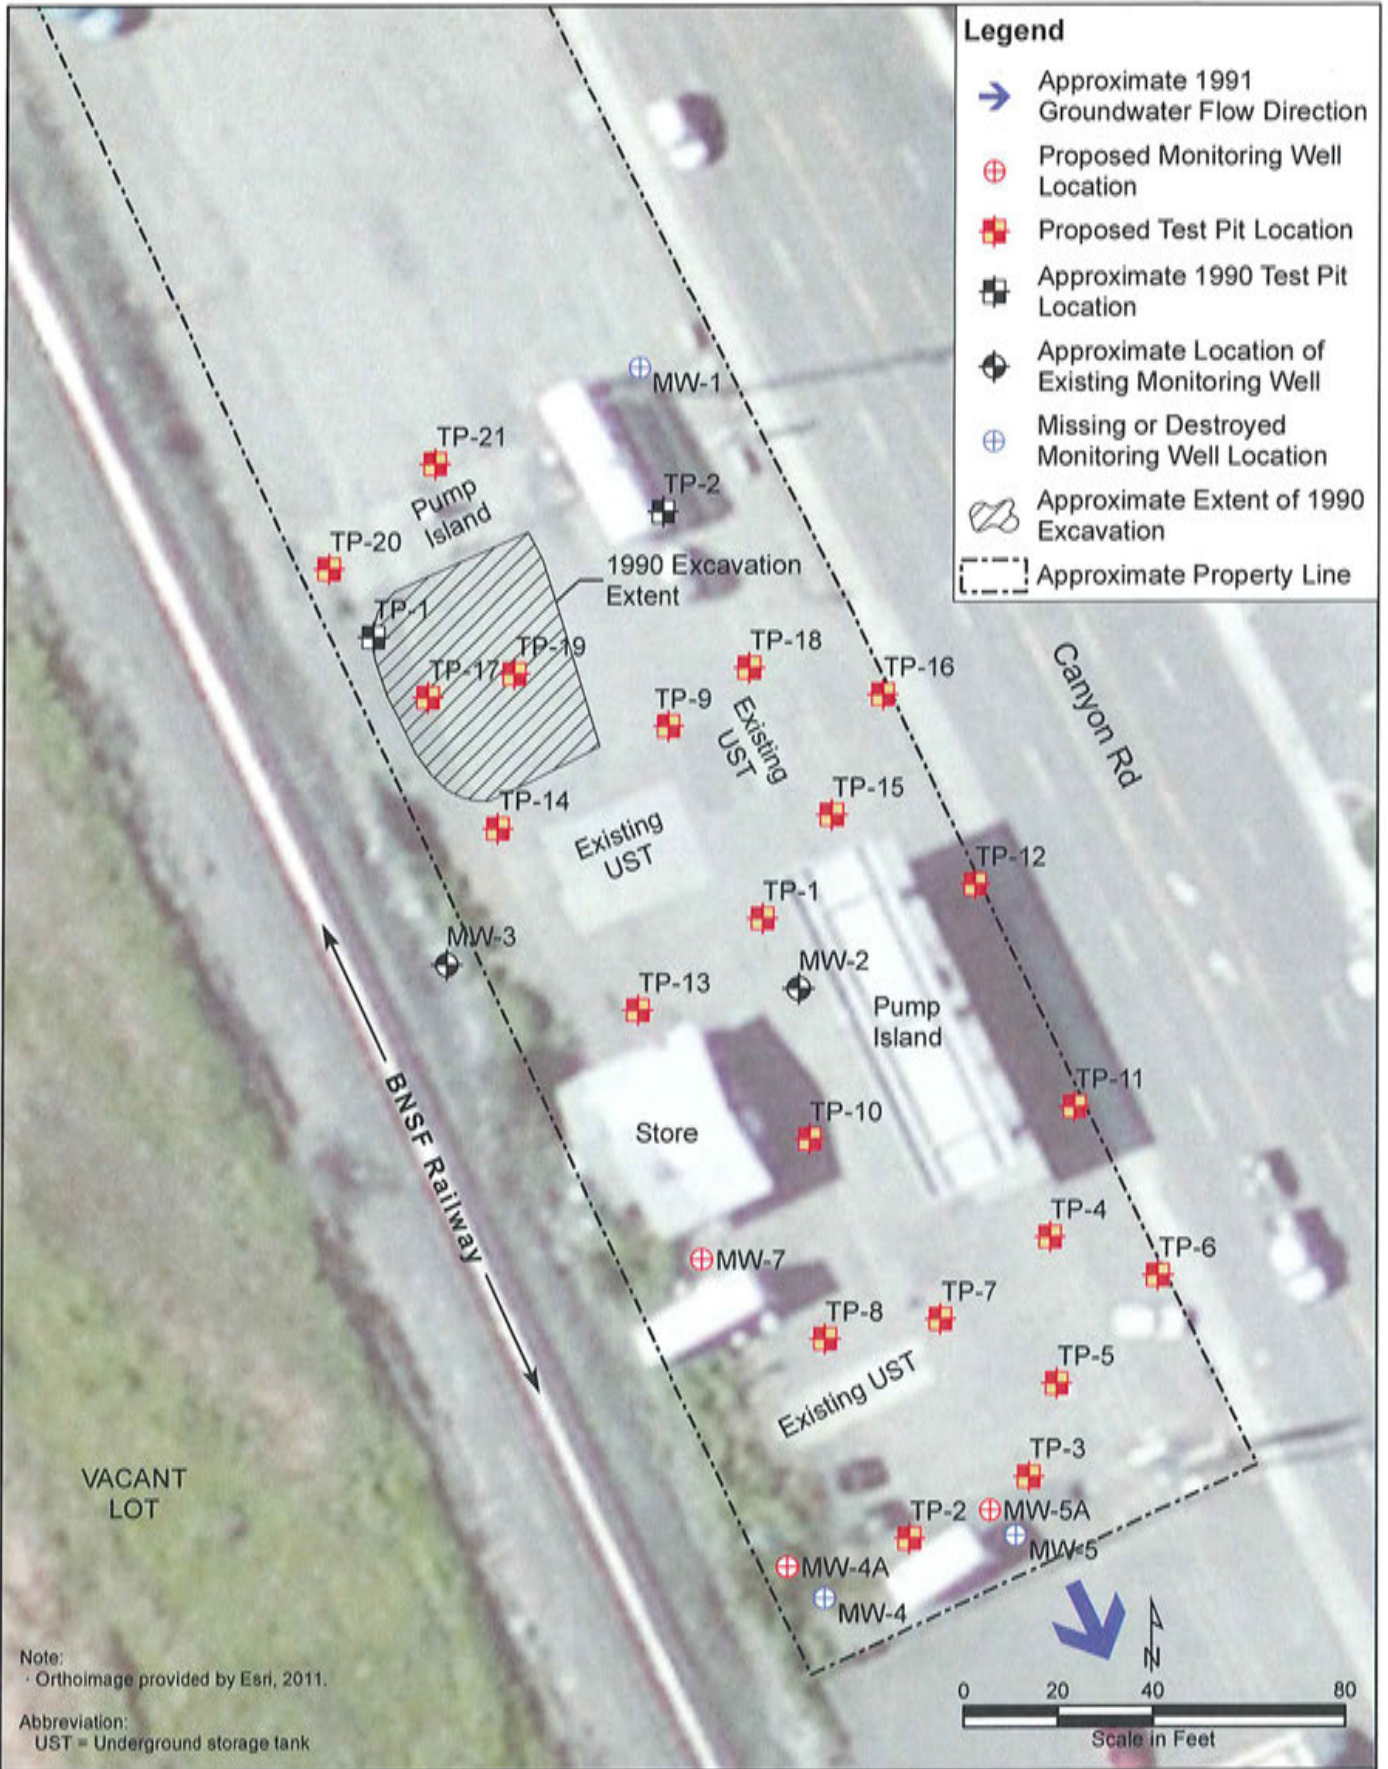 Legend
Approximate 1991
Groundwater Flow Direction
Proposed Monitoring Well
Location
Proposed Test Pit Location
Approximate 1990 Test Pit
Location
Approximate Location of
Existing Monitoring Well
Missing or Destroyed
Monitoring Well Location
Approximate Extent of 1990
Excavation
Approximate Property Line
MW-1
TP-21
Pump
Island
TP-2
TP-20
1990 Excavation
Extent
TP-1
TP-19
TP-17
TP-18
TP-16
TP-9
Existing
UST
Canyon Rd
TP-14
TP-15
Existing
UST
TP-12
TP-1
MW-3
MW-2
TP-13
Pump
Island
TP-11
TP-10
Store
BNSF Railway
TP-4
TP-6
MW-7
TP-7
TP-8
TP-5
Existing UST
TP-3
VACANT
LOT
TP-2
MW-5A
MW-5
MW-4A
MW-4
N
Note:
· Orthoimage provided by Esri, 2011.
Abbreviation:
UST = Underground storage tank
0 20 40 80
Scale in Feet